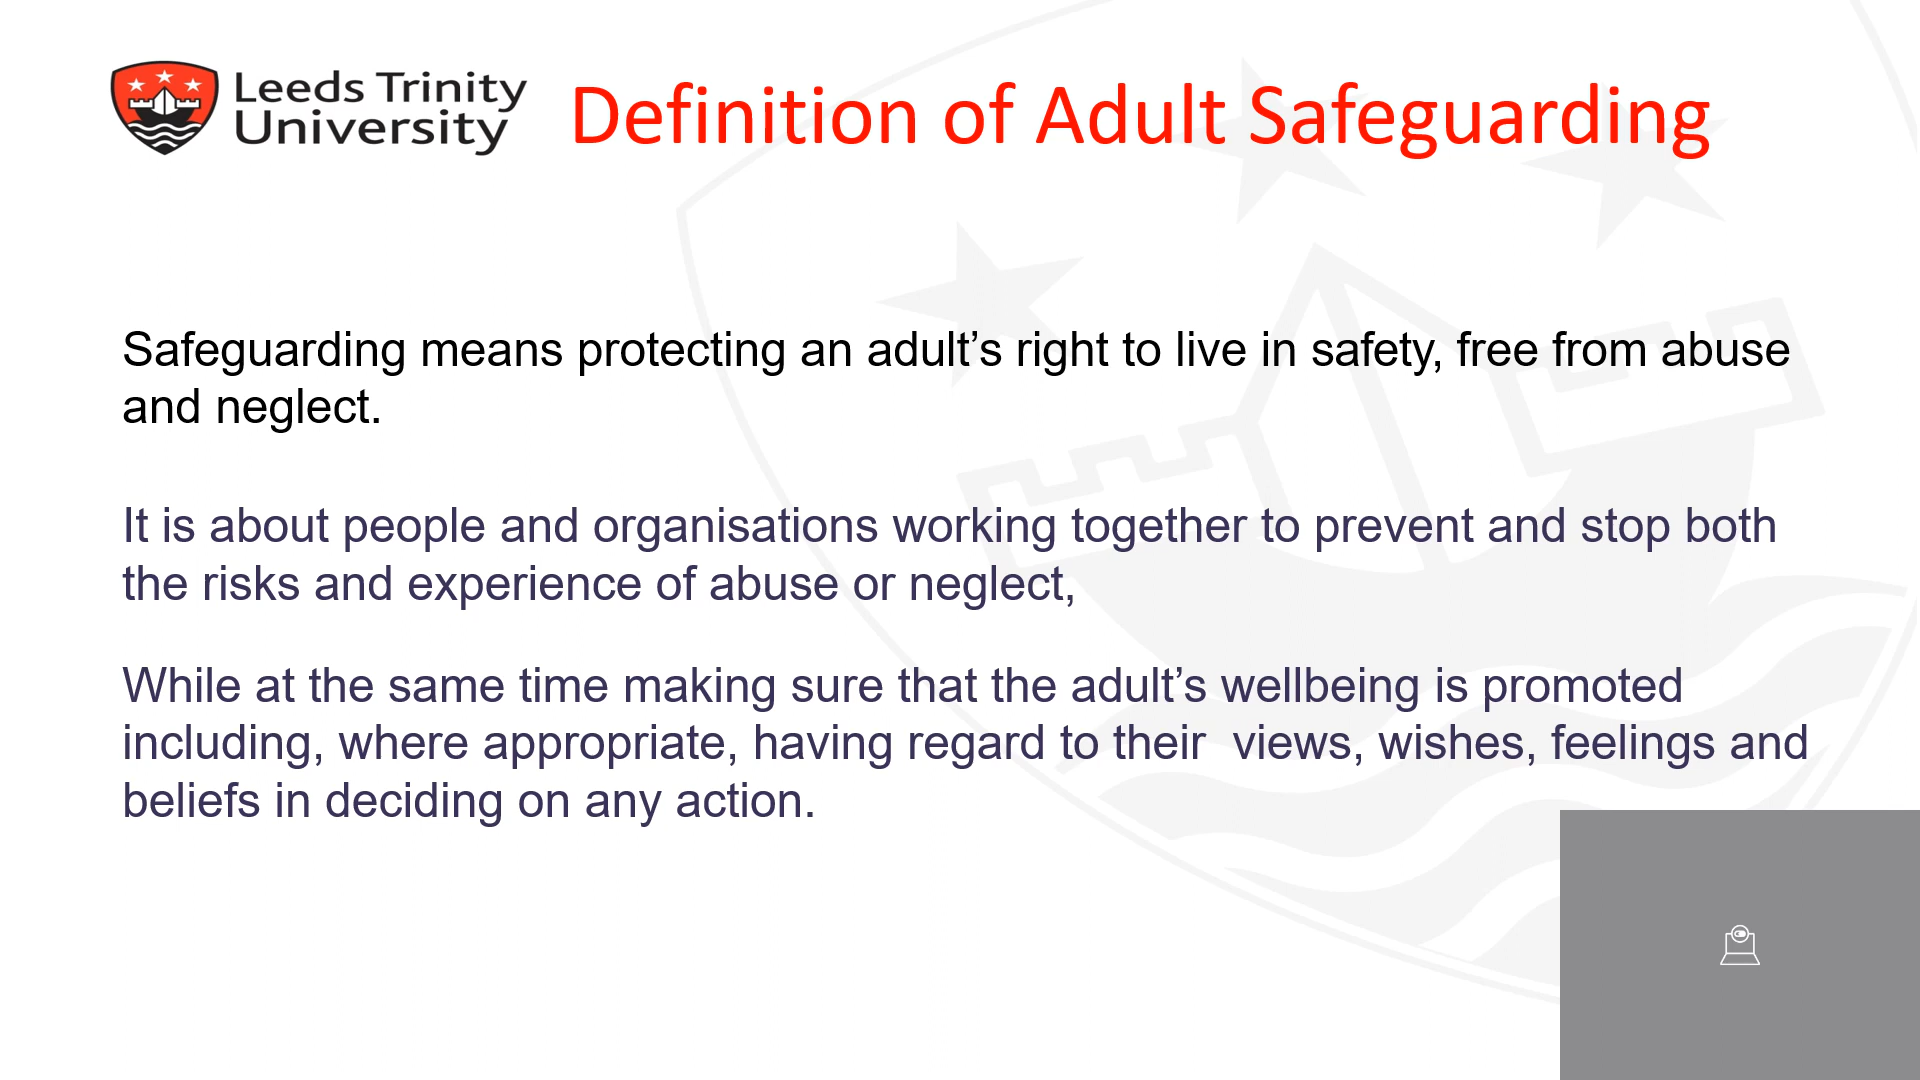 Leeds Trinity
University
Definition of Adult Safeguarding
Safeguarding means protecting an adult’s right to live in safety, free from abuse
and neglect.
It is about people and organisations working together to prevent and stop both
the risks and experience of abuse or neglect,
While at the same time making sure that the adult’s wellbeing is promoted
including, where appropriate, having regard to their  views, wishes, feelings and
beliefs in deciding on any action.